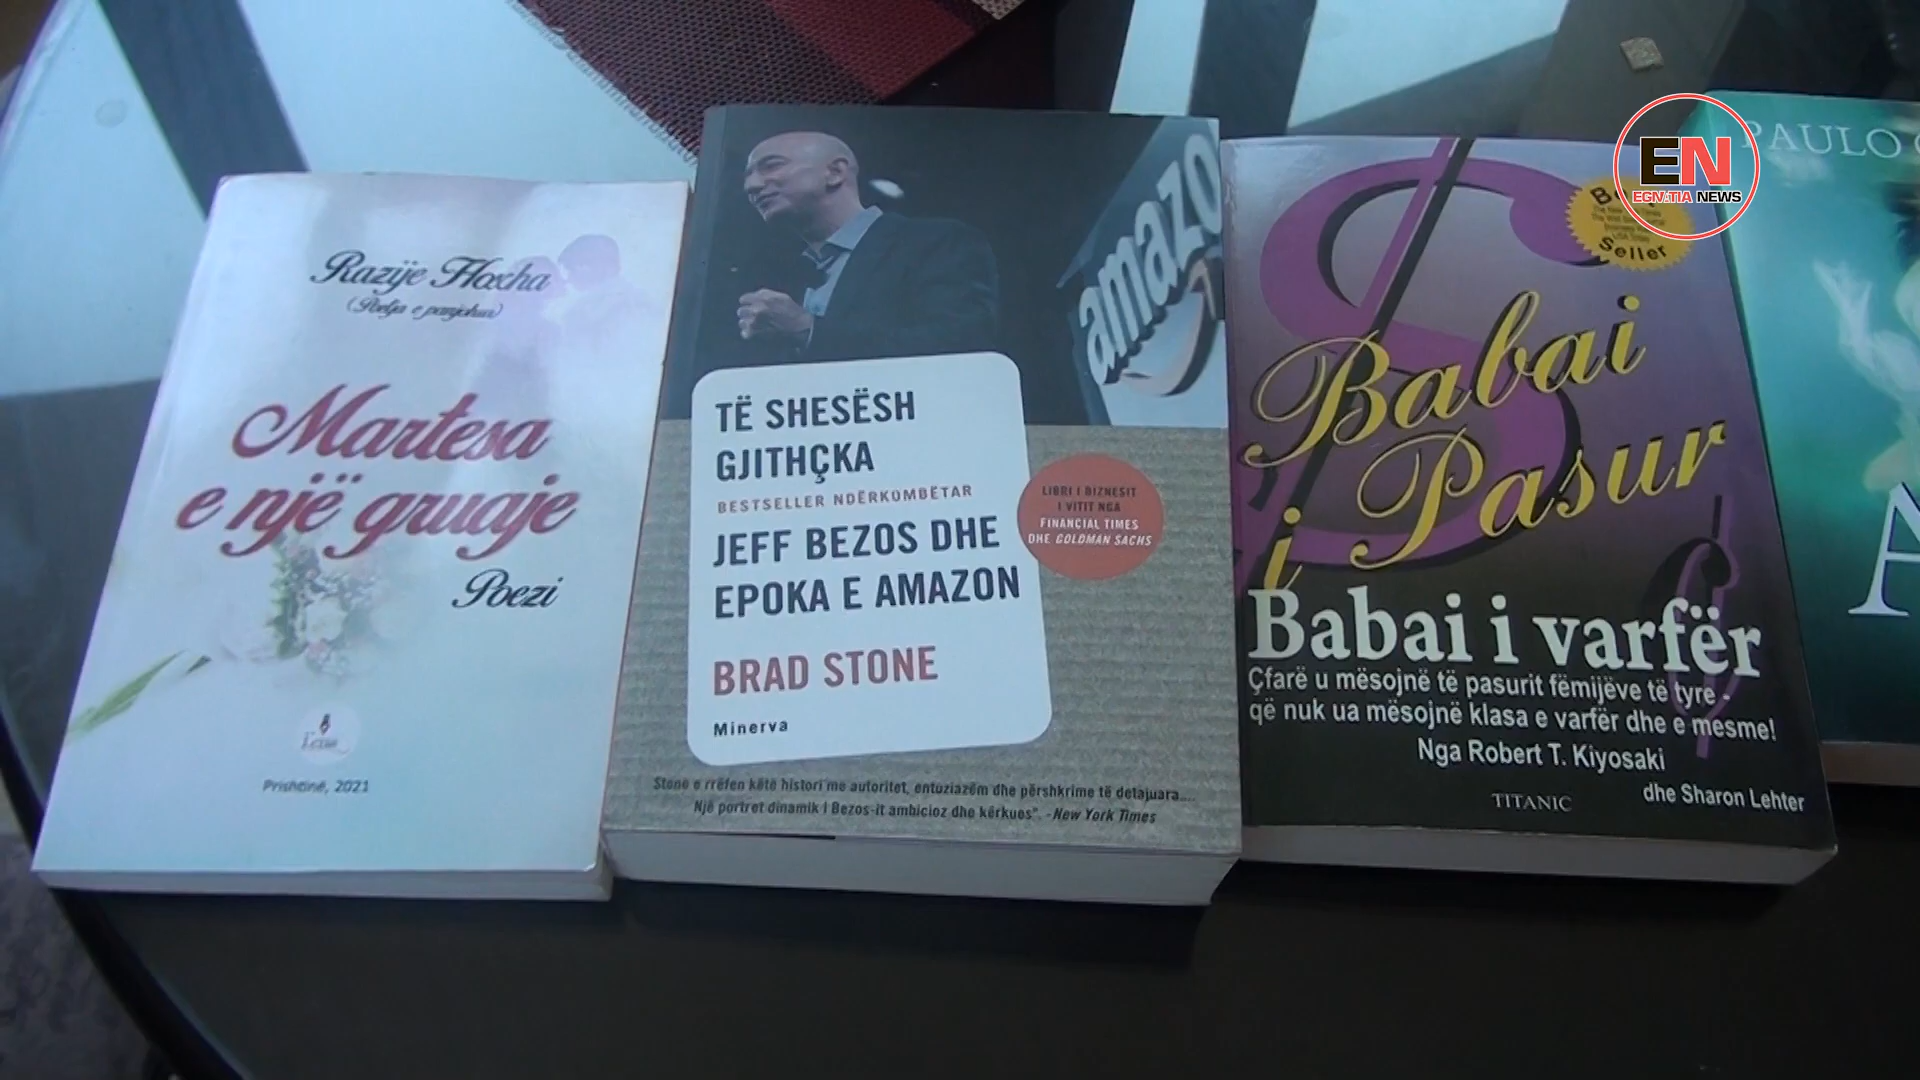 Razije Hoxha
Martesa
e një gruaje
Poezi
Prishtinë, 2021
amazo
TË SHESËSH
GJITHÇKA
BESTSELLER NDËRKOMBËTAR
JEFF BEZOS DHE
EPOKA E AMAZON
BRAD STONE
Minerva
LIBRI I BIZNESIT
I VITIT NGA
FINANCIAL TIMES
DHE GOLDMAN SACHS
Stone e rrëfen këtë histori me autoritet, entuziazëm dhe përshkrime të detajuara....
Një portret dinamik i Bezos-it ambicioz dhe kërkues". -New York Times
Seller
Babai
i Pasur
Babai i varfër
Çfarë u mësojnë të pasurit fëmijëve të tyre -
që nuk ua mësojnë klasa e varfër dhe e mesme!
Nga Robert T. Kiyosaki
dhe Sharon Lehter
TITANIC
PAULO
A
EN
EGNATIA NEWS